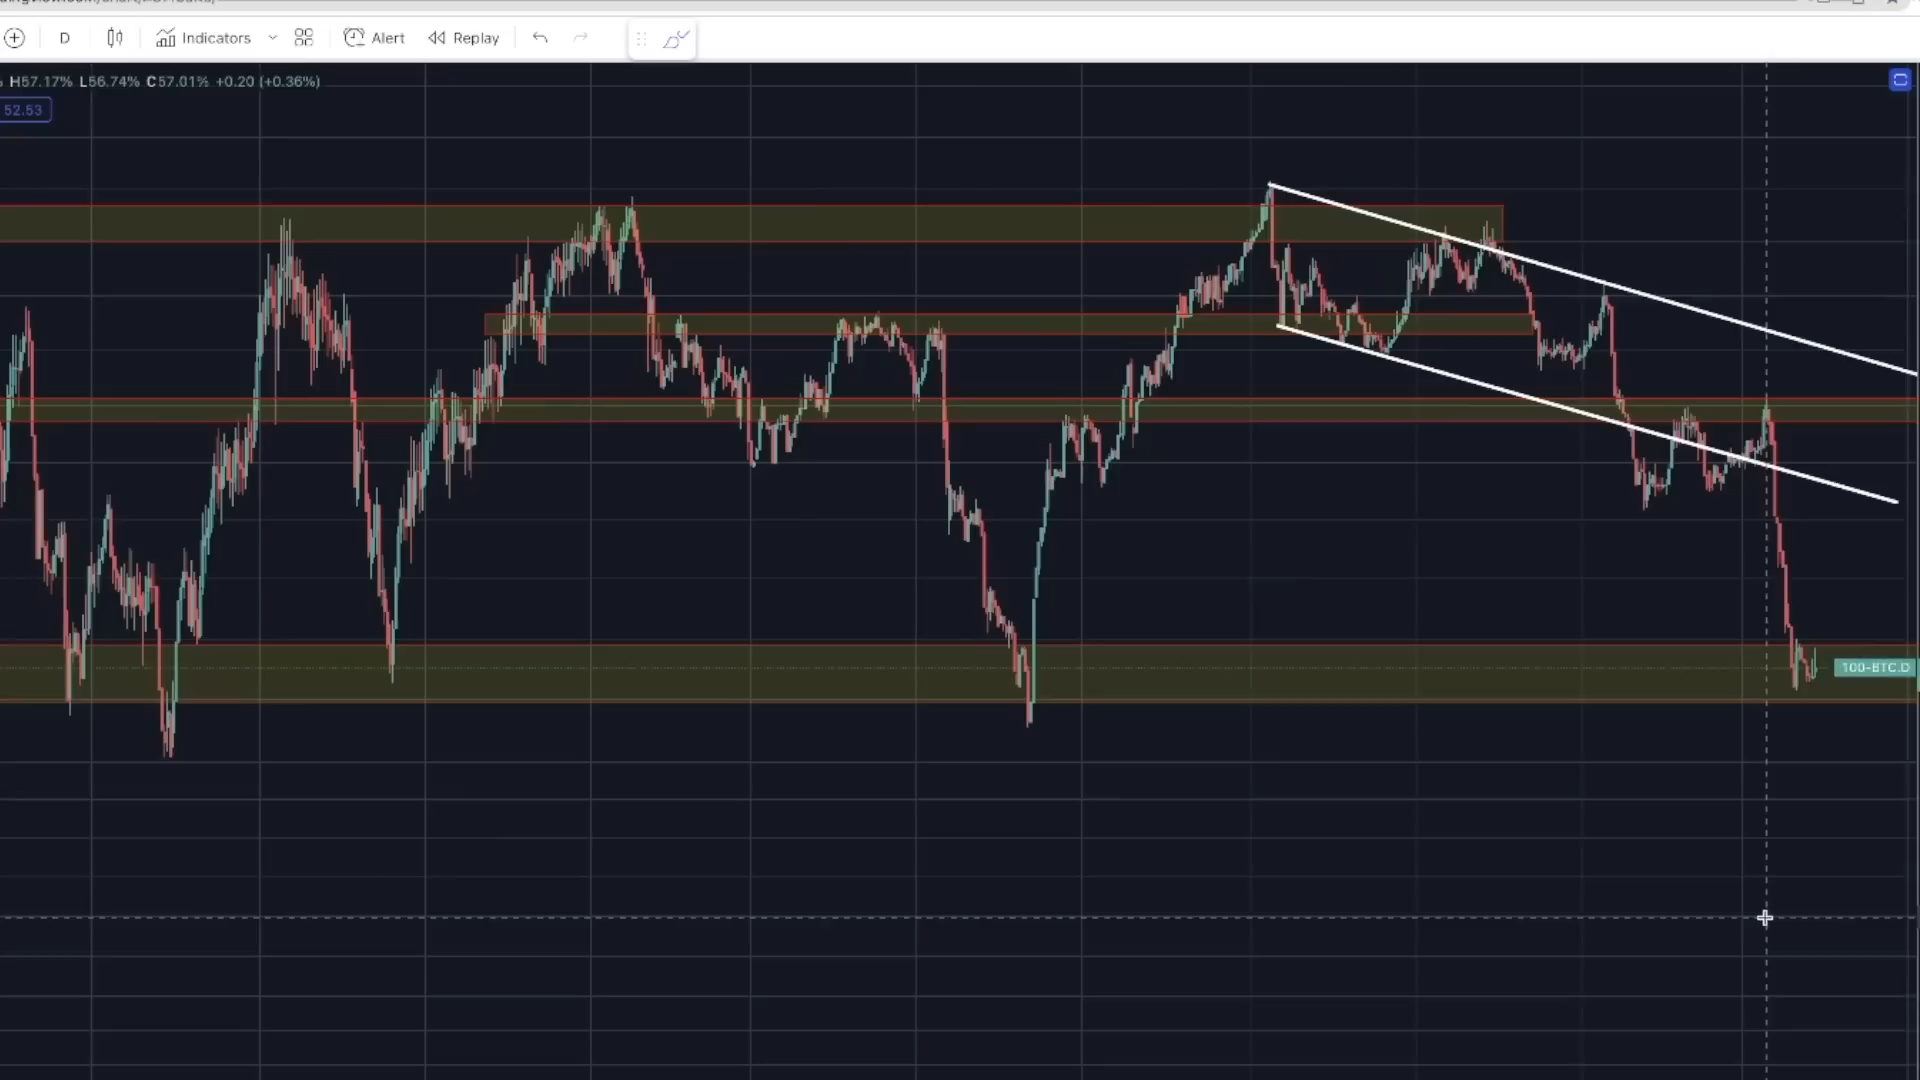 D Indicators Alert Replay
H57.17% L56.74% C57.01% +0.20 (+0.36%)
52.53
100-BTC.D